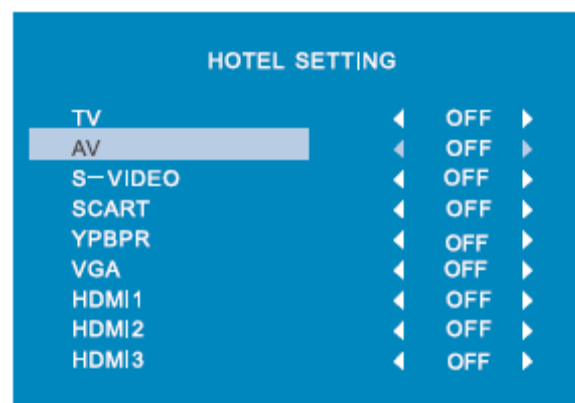 HOTEL SETTING
TV OFF
AV OFF
S-VIDEO OFF
SCART OFF
YPBPR OFF
VGA OFF
HDMI1 OFF
HDMI2 OFF
HDMI3 OFF